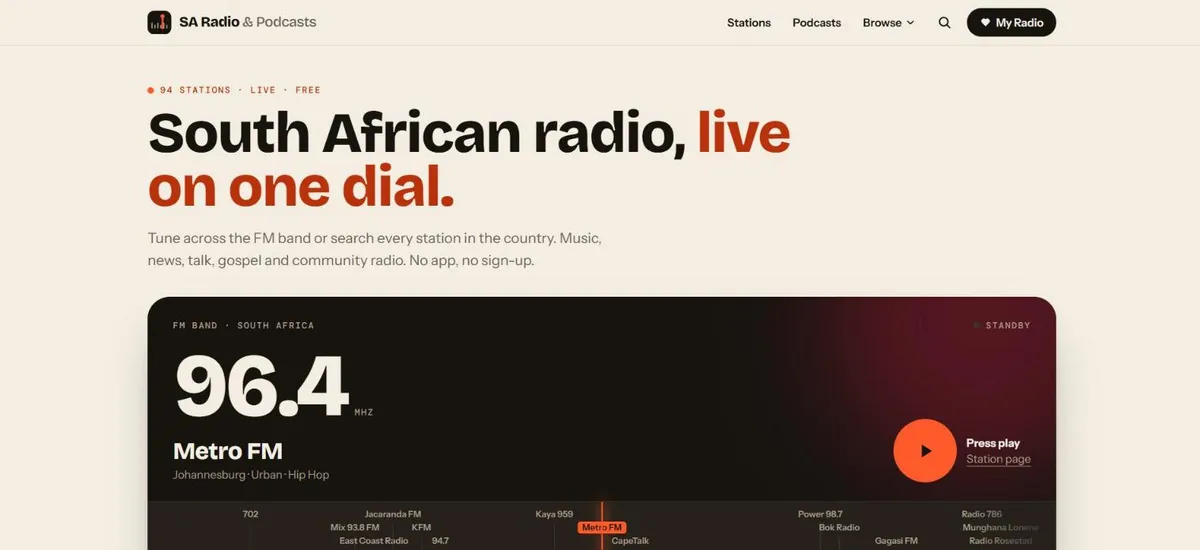 SA Radio & Podcasts
Stations
Podcasts
Browse
My Radio
94 STATIONS · LIVE · FREE
South African radio, live
on one dial.
Tune across the FM band or search every station in the country. Music,
news, talk, gospel and community radio. No app, no sign-up.
FM BAND · SOUTH AFRICA
STANDBY
96.4 MHZ
Metro FM
Johannesburg · Urban · Hip Hop
Press play
Station page
702
Jacaranda FM
Kaya 959
Power 98.7
Radio 786
Mix 93.8 FM
KFM
Metro FM
Bok Radio
Munghana Lonene
East Coast Radio
94.7
CapeTalk
Gagasi FM
Radio Rosestad